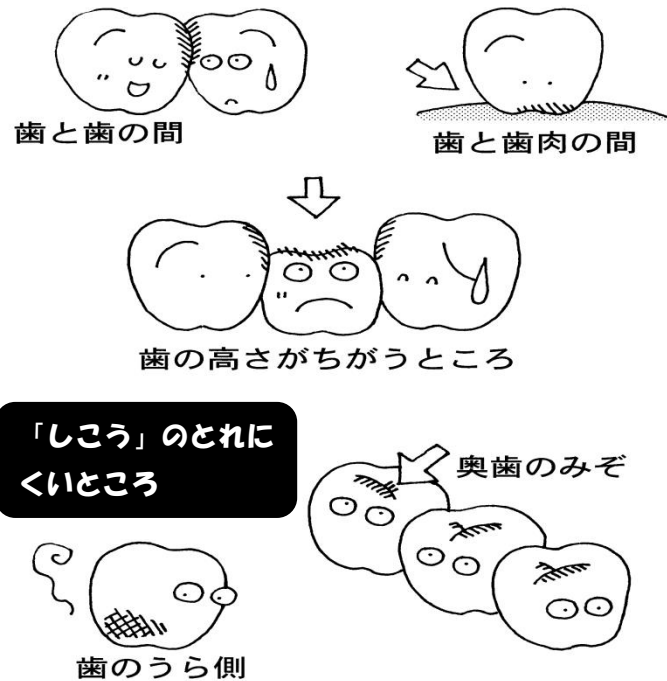 歯と歯の間
歯と歯肉の間
歯の高さがちがうところ
「しこう」のとれに
くいところ
奥歯のみぞ
歯のうら側